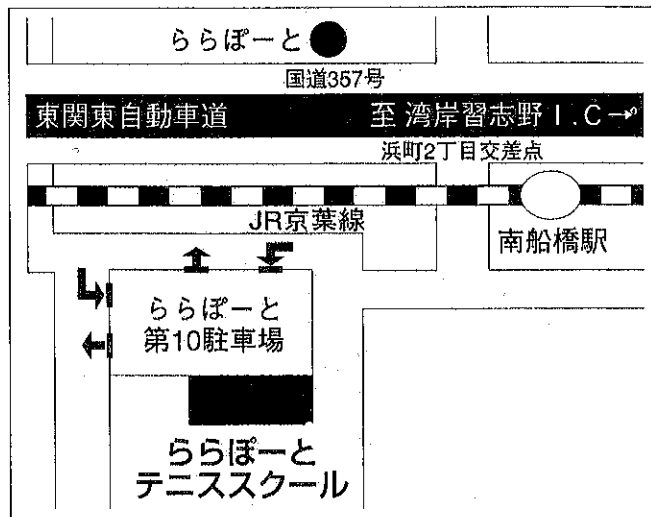 ららぽーと
国道357号
東関東自動車道 至 湾岸習志野 I.C
浜町2丁目交差点
JR京葉線
南船橋駅
ららぽーと
第10駐車場
ららぽーと
テニススクール